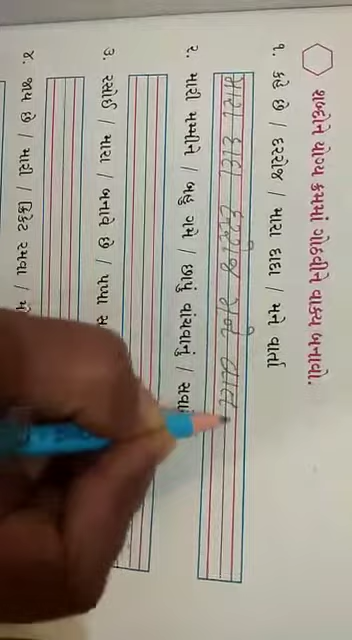 શબ્દોને યોગ્ય ક્રમમાં ગોઠવીને વાક્ય બનાવો.
૧. કહે છે / દરરોજ / મારા દાદા / મને વાર્તા
મારા દાદા દરરોજ મને વાર્તા
૨. મારી મમ્મીને / બહુ ગમે / છાપું વાંચવાનું / સવા
૩. રસોઈ / મારા / બનાવે છે / પપ્પા સ
૪. જાય છે / મારો / ક્રિકેટ રમવા /